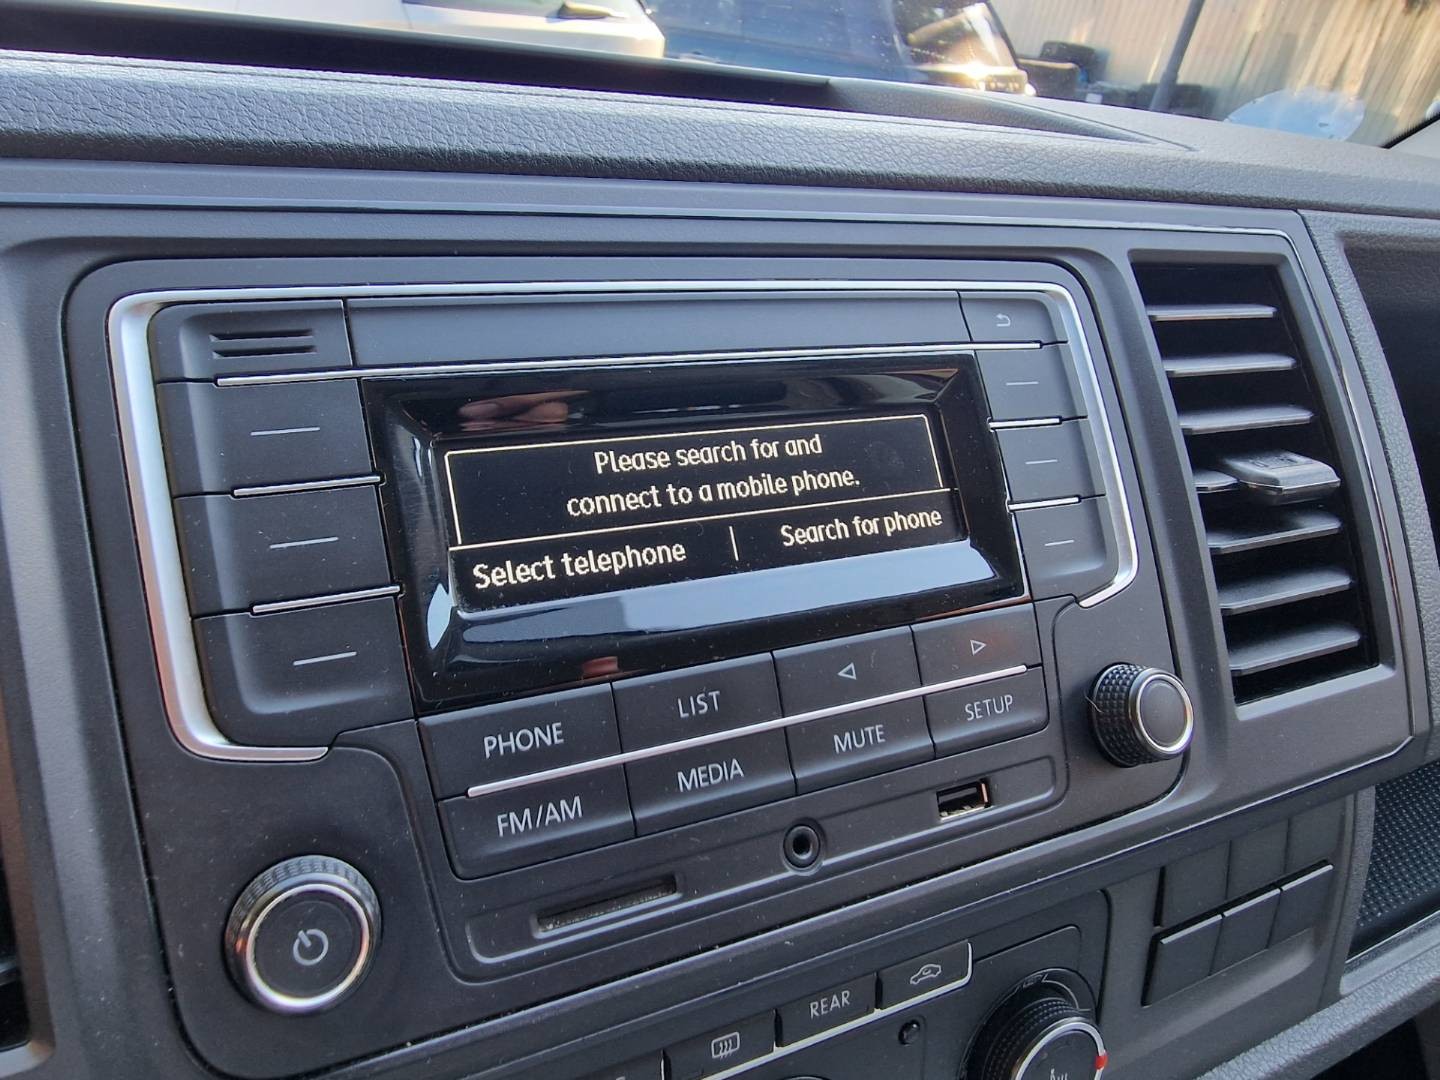 Please search for and
connect to a mobile phone.
Select telephone | Search for phone
PHONE
LIST
FM/AM
MEDIA
MUTE
SETUP
REAR